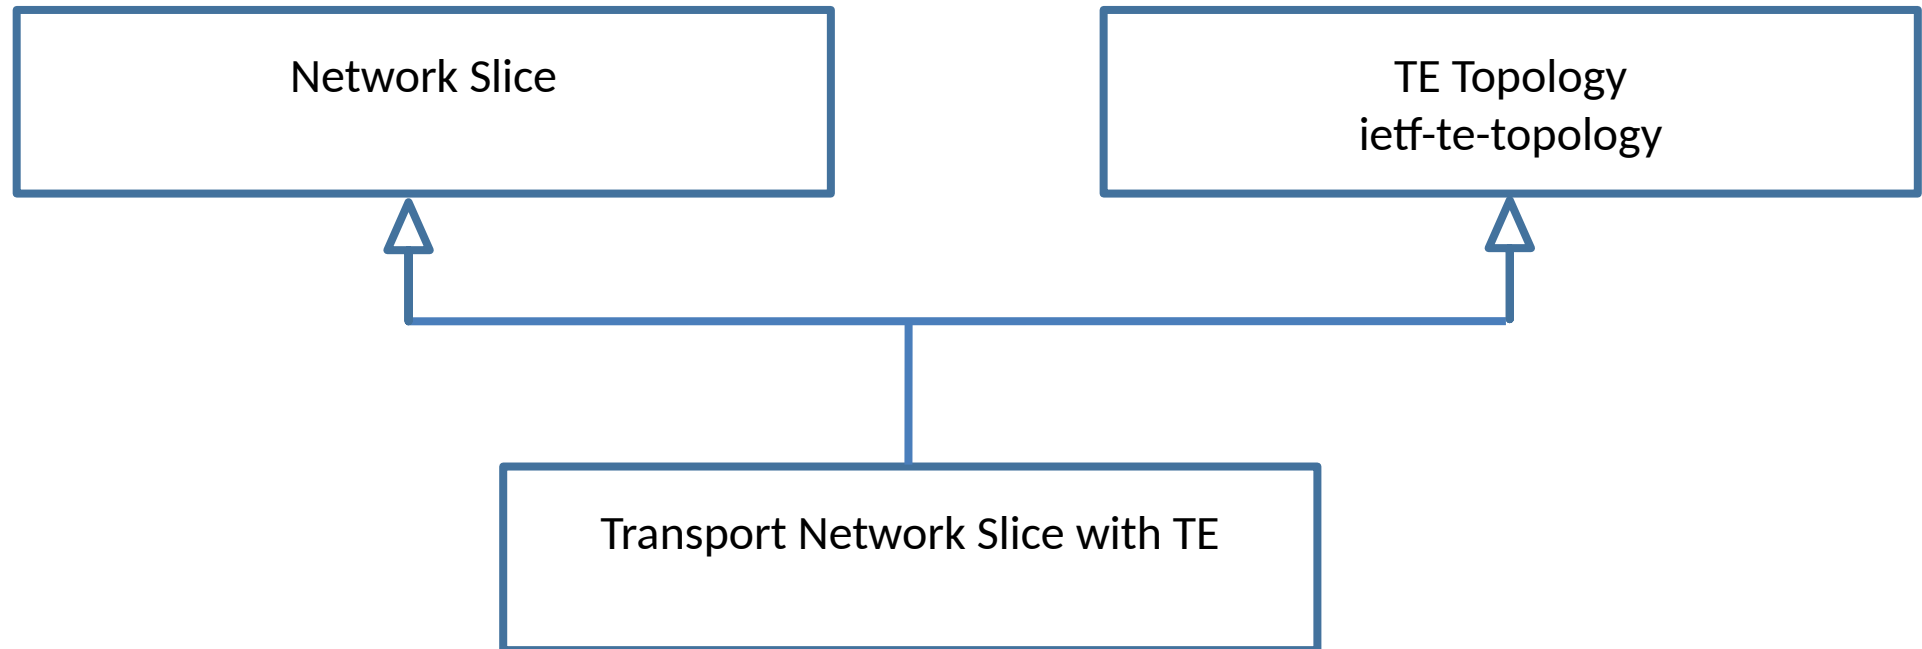 Network Slice
TE Topology
ietf-te-topology
Transport Network Slice with TE